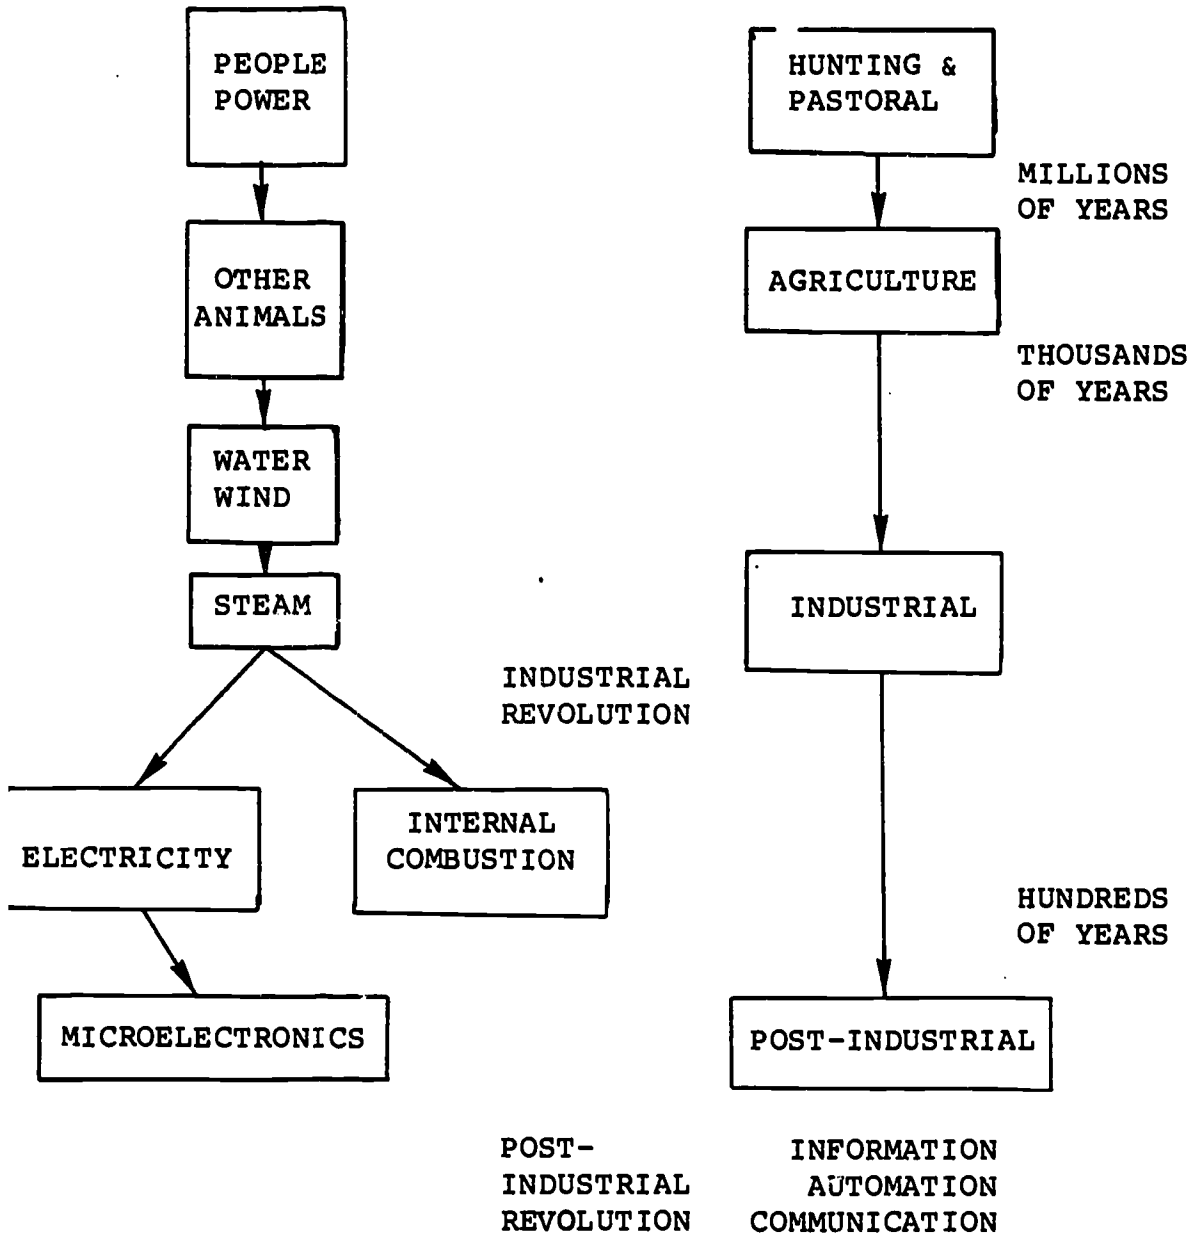 PEOPLE
POWER
HUNTING &
PASTORAL
MILLIONS
OF YEARS
OTHER
ANIMALS
AGRICULTURE
THOUSANDS
OF YEARS
WATER
WIND
STEAM
INDUSTRIAL
INDUSTRIAL
REVOLUTION
ELECTRICITY
INTERNAL
COMBUSTION
HUNDREDS
OF YEARS
MICROELECTRONICS
POST-INDUSTRIAL
POST-
INDUSTRIAL
REVOLUTION
INFORMATION
AUTOMATION
COMMUNICATION